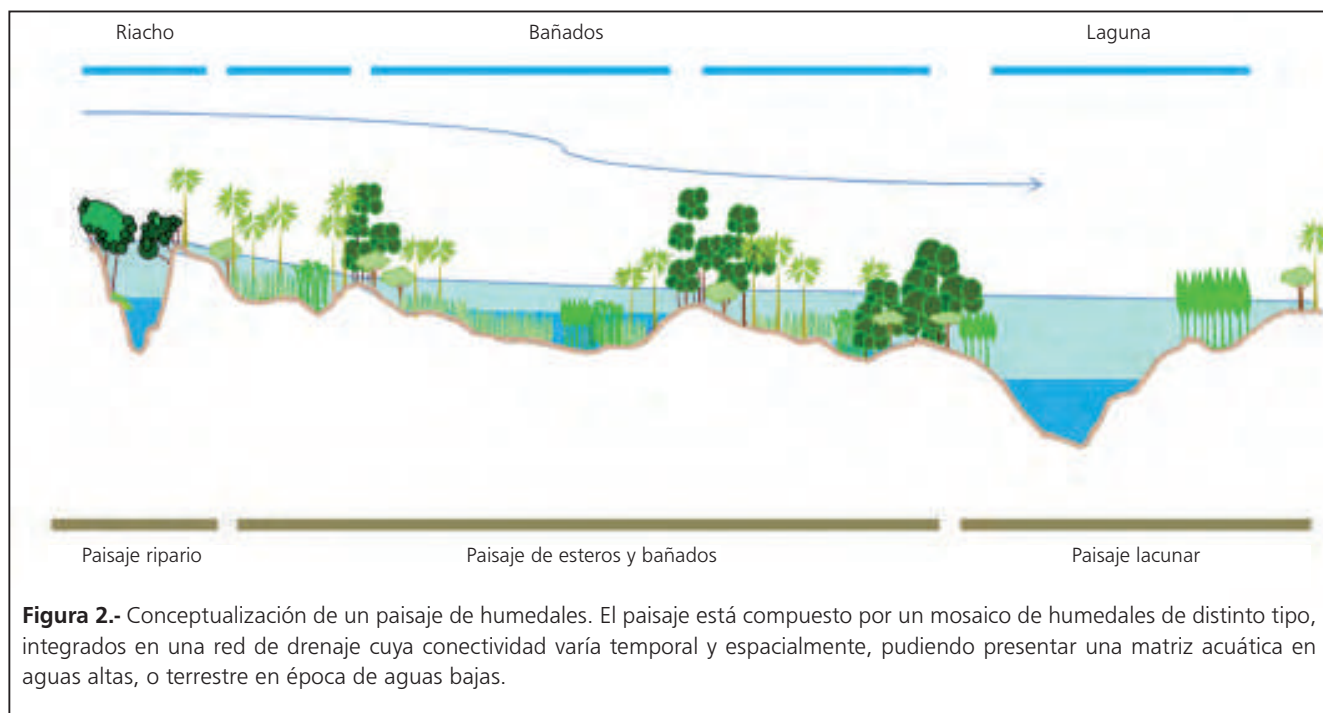 Riacho Bañados Laguna
Paisaje ripario Paisaje de esteros y bañados Paisaje lacunar
Figura 2.- Conceptualización de un paisaje de humedales. El paisaje está compuesto por un mosaico de humedales de distinto tipo,
integrados en una red de drenaje cuya conectividad varía temporal y espacialmente, pudiendo presentar una matriz acuática en
aguas altas, o terrestre en época de aguas bajas.